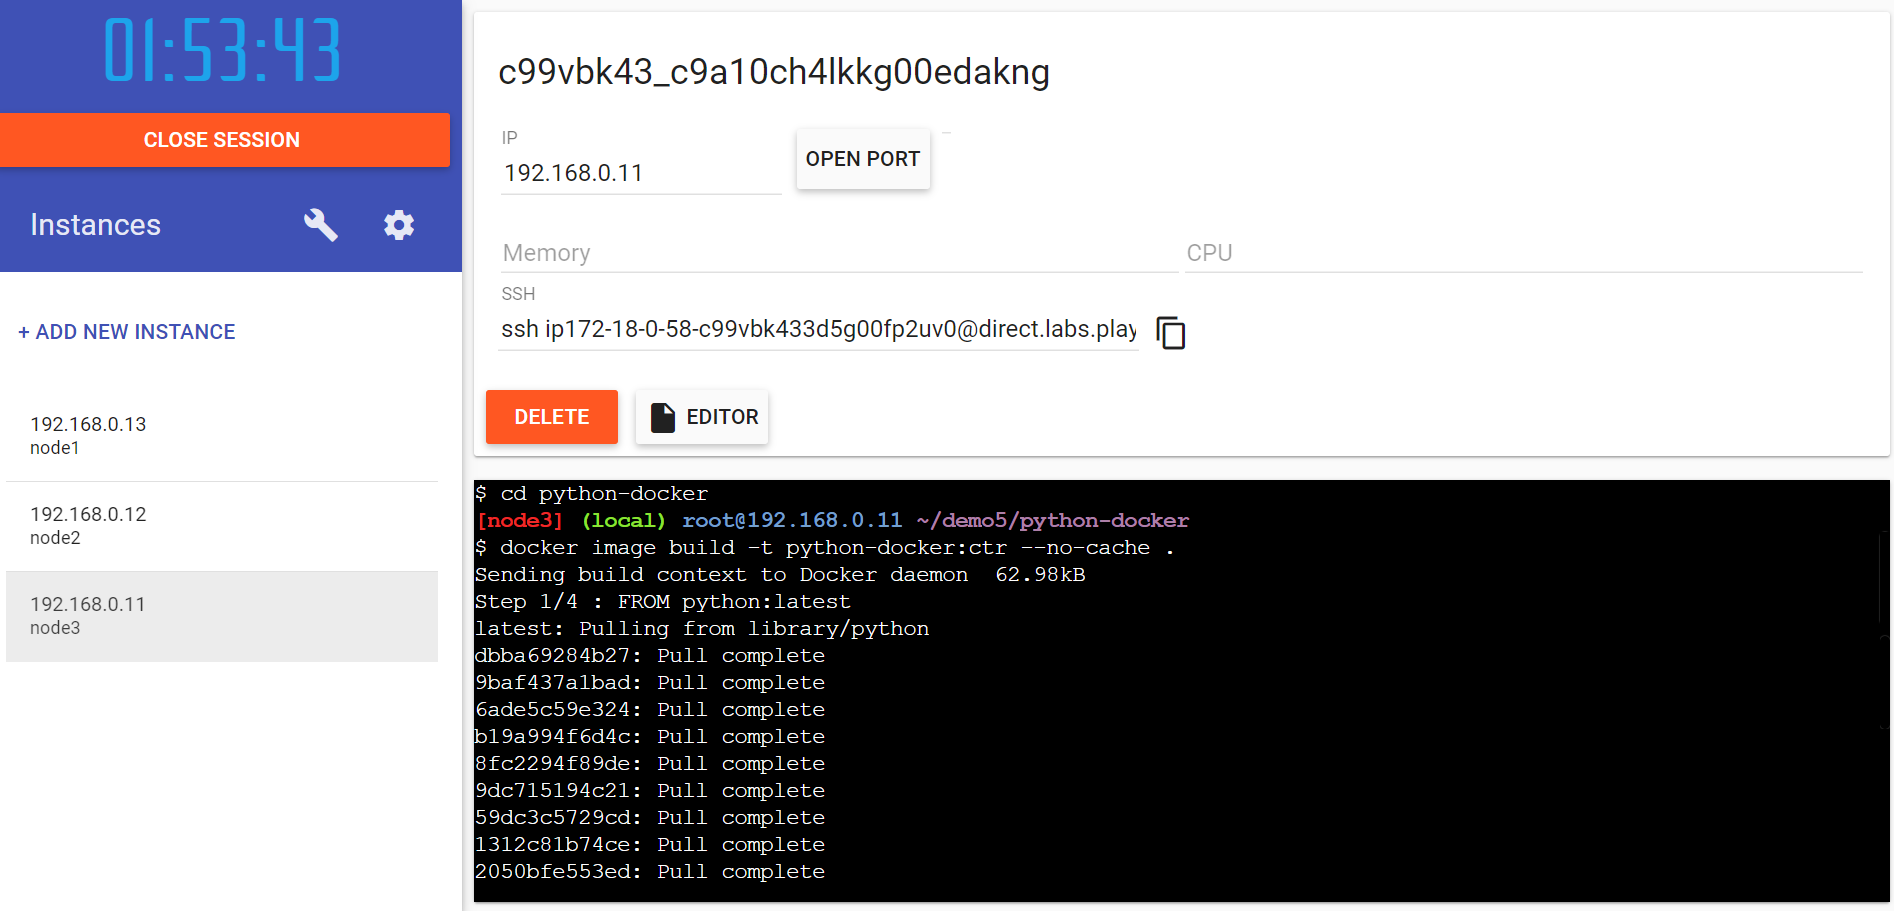 01:53:43
CLOSE SESSION
Instances
+ ADD NEW INSTANCE
192.168.0.13
node1
192.168.0.12
node2
192.168.0.11
node3
c99vbk43_c9a10ch4lkkg00edakng
IP
192.168.0.11
OPEN PORT
Memory
CPU
SSH
ssh ip172-18-0-58-c99vbk433d5g00fp2uv0@direct.labs.play
DELETE
EDITOR
$ cd python-docker
[node3] (local) root@192.168.0.11 ~/demo5/python-docker
$ docker image build -t python-docker:ctr --no-cache .
Sending build context to Docker daemon  62.98kB
Step 1/4 : FROM python:latest
latest: Pulling from library/python
dbba69284b27: Pull complete
9baf437a1bad: Pull complete
6ade5c59e324: Pull complete
b19a994f6d4c: Pull complete
8fc2294f89de: Pull complete
9dc715194c21: Pull complete
59dc3c5729cd: Pull complete
1312c81b74ce: Pull complete
2050bfe553ed: Pull complete